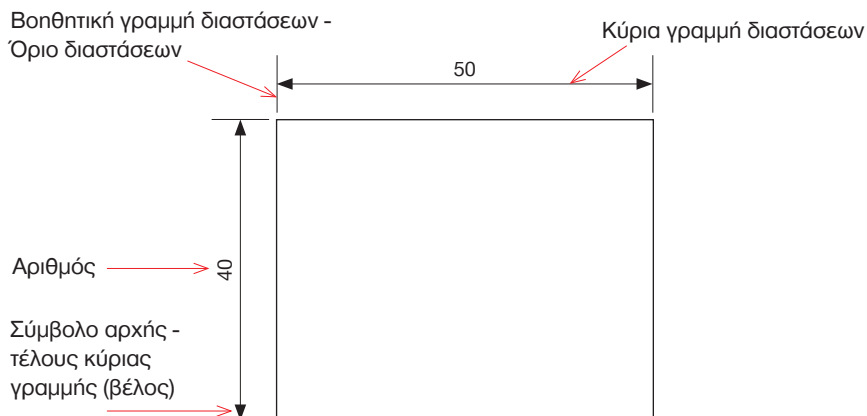 Βοηθητική γραμμή διαστάσεων -
Όριο διαστάσεων
Κύρια γραμμή διαστάσεων
50
Αριθμός
40
Σύμβολο αρχής -
τέλους κύριας
γραμμής (βέλος)